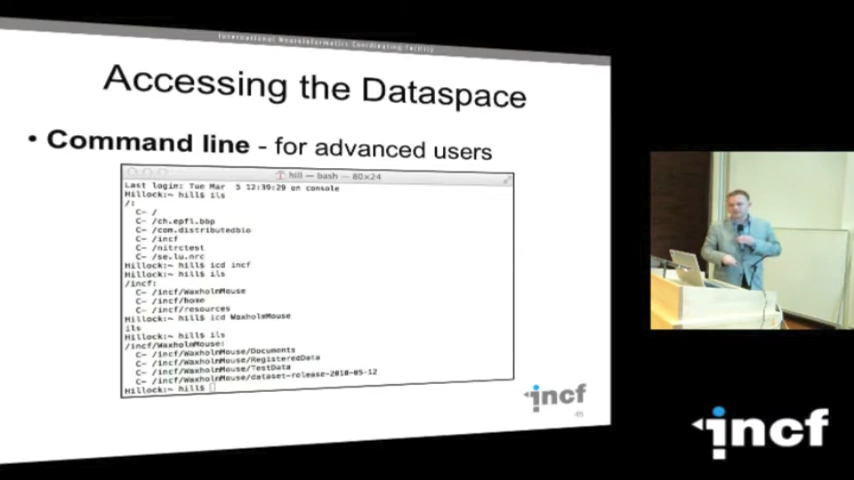 International Neuroinformatics Coordinating Facility
Accessing the Dataspace
• Command line - for advanced users
hill — bash — 80×24
Last login: Tue Mar  5 12:39:29 on console
Hillock:~ hill$ ils
/:
C- /
C- /ch.epfl.bbp
C- /com.distributedbio
C- /incf
C- /nitrctest
C- /se.lu.nrc
Hillock:~ hill$ icd incf
Hillock:~ hill$ ils
/incf:
C- /incf/WaxholmMouse
C- /incf/home
C- /incf/resources
Hillock:~ hill$ icd WaxholmMouse
ils
Hillock:~ hill$ ils
/incf/WaxholmMouse:
C- /incf/WaxholmMouse/Documents
C- /incf/WaxholmMouse/RegisteredData
C- /incf/WaxholmMouse/TestData
C- /incf/WaxholmMouse/dataset-release-2010-05-12
Hillock:~ hill$
incf
incf